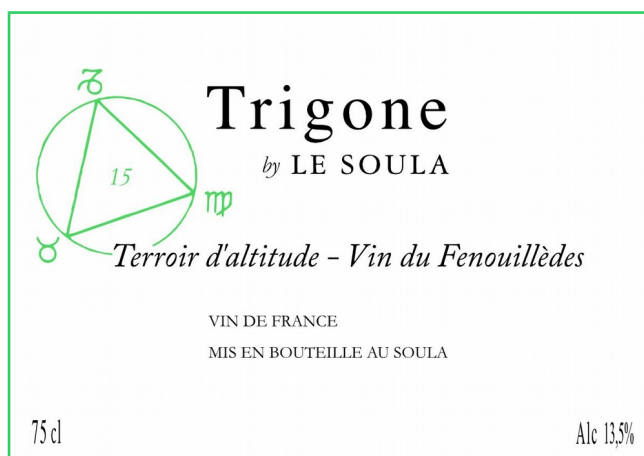 Trigone
by LE SOULA
15
Terroir d'altitude – Vin du Fenouillèdes
VIN DE FRANCE
MIS EN BOUTEILLE AU SOULA
75 cl
Alc 13,5%